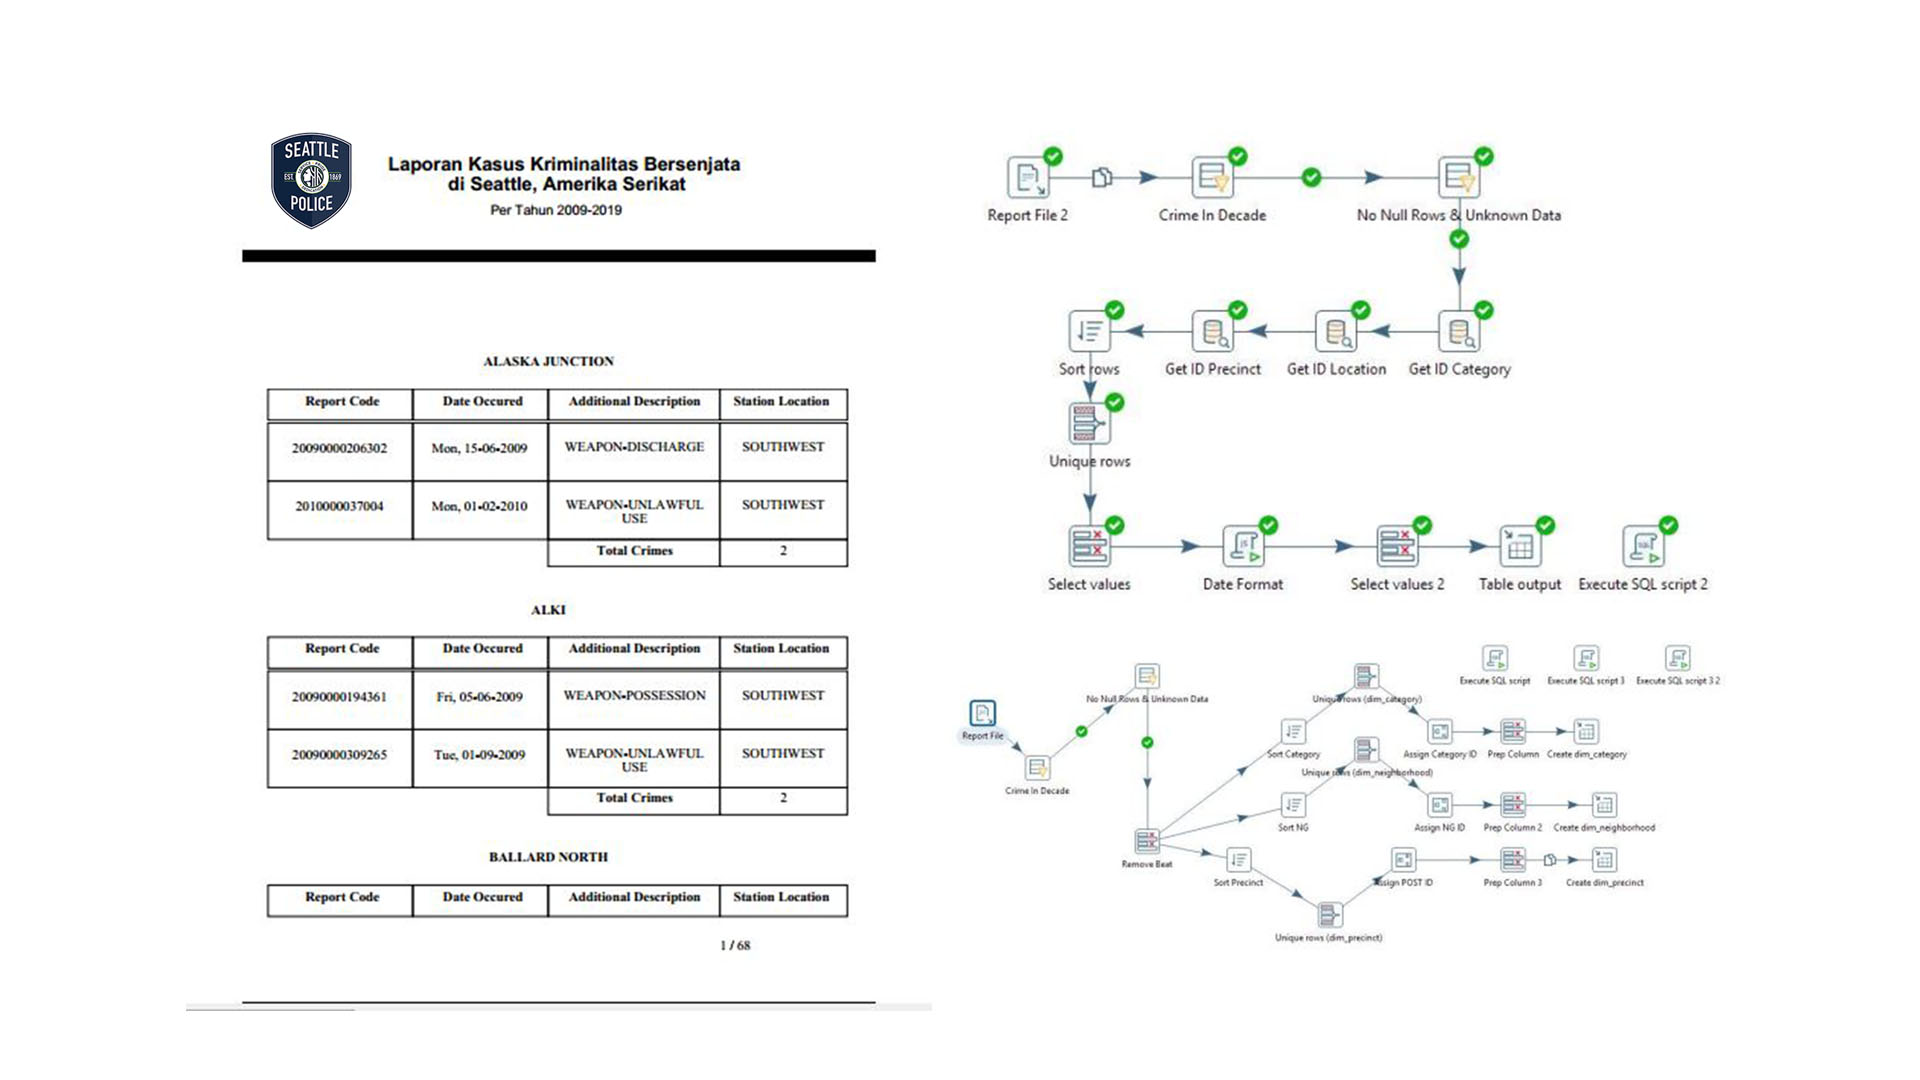 SEATTLE
EST. 1869
POLICE
Laporan Kasus Kriminalitas Bersenjata
di Seattle, Amerika Serikat
Per Tahun 2009-2019
ALASKA JUNCTION
Report Code Date Occured Additional Description Station Location
20090000206302 Mon, 15-06-2009 WEAPON-DISCHARGE SOUTHWEST
2010000037004 Mon, 01-02-2010 WEAPON-UNLAWFUL SOUTHWEST
USE
Total Crimes 2
ALKI
Report Code Date Occured Additional Description Station Location
20090000194361 Fri, 05-06-2009 WEAPON-POSSESSION SOUTHWEST
20090000309265 Tue, 01-09-2009 WEAPON-UNLAWFUL SOUTHWEST
USE
Total Crimes 2
BALLARD NORTH
Report Code Date Occured Additional Description Station Location
1 / 68
Report File 2 Crime In Decade No Null Rows & Unknown Data
Sort rows Get ID Precinct Get ID Location Get ID Category
Unique rows
Select values Date Format Select values 2 Table output Execute SQL script 2
Execute SQL script Execute SQL script 3 Execute SQL script 3 2
No Null Rows & Unknown Data Unique rows (dim_category)
Report File
Sort Category Assign Category ID Prep Column Create dim_category
Unique rows (dim_neighborhood)
Crime In Decade
Sort NG Assign NG ID Prep Column 2 Create dim_neighborhood
Remove Beat
Sort Precinct Assign POST ID Prep Column 3 Create dim_precinct
Unique rows (dim_precinct)